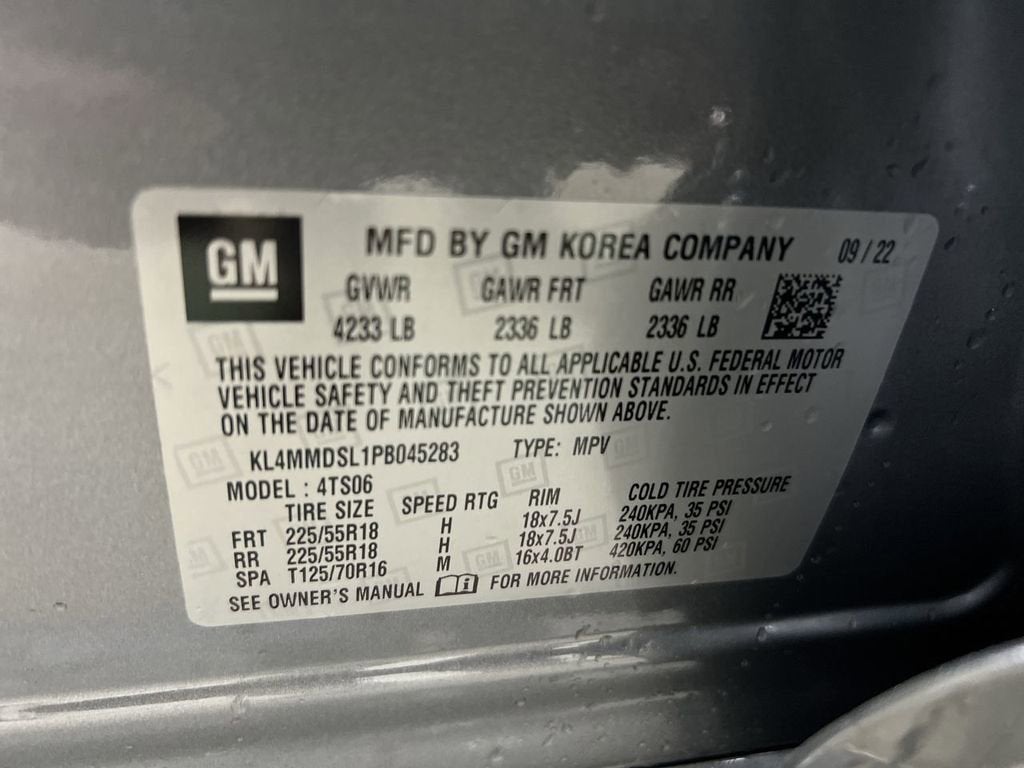 GM
MFD BY GM KOREA COMPANY 09 / 22
GVWR GAWR FRT GAWR RR
4233 LB 2336 LB 2336 LB
THIS VEHICLE CONFORMS TO ALL APPLICABLE U.S. FEDERAL MOTOR
VEHICLE SAFETY AND THEFT PREVENTION STANDARDS IN EFFECT
ON THE DATE OF MANUFACTURE SHOWN ABOVE.
KL4MMDSL1PB045283 TYPE: MPV
MODEL : 4TS06
TIRE SIZE SPEED RTG RIM COLD TIRE PRESSURE
FRT 225/55R18 H 18x7.5J 240KPA, 35 PSI
RR 225/55R18 H 18x7.5J 240KPA, 35 PSI
SPA T125/70R16 M 16x4.0BT 420KPA, 60 PSI
SEE OWNER'S MANUAL FOR MORE INFORMATION.